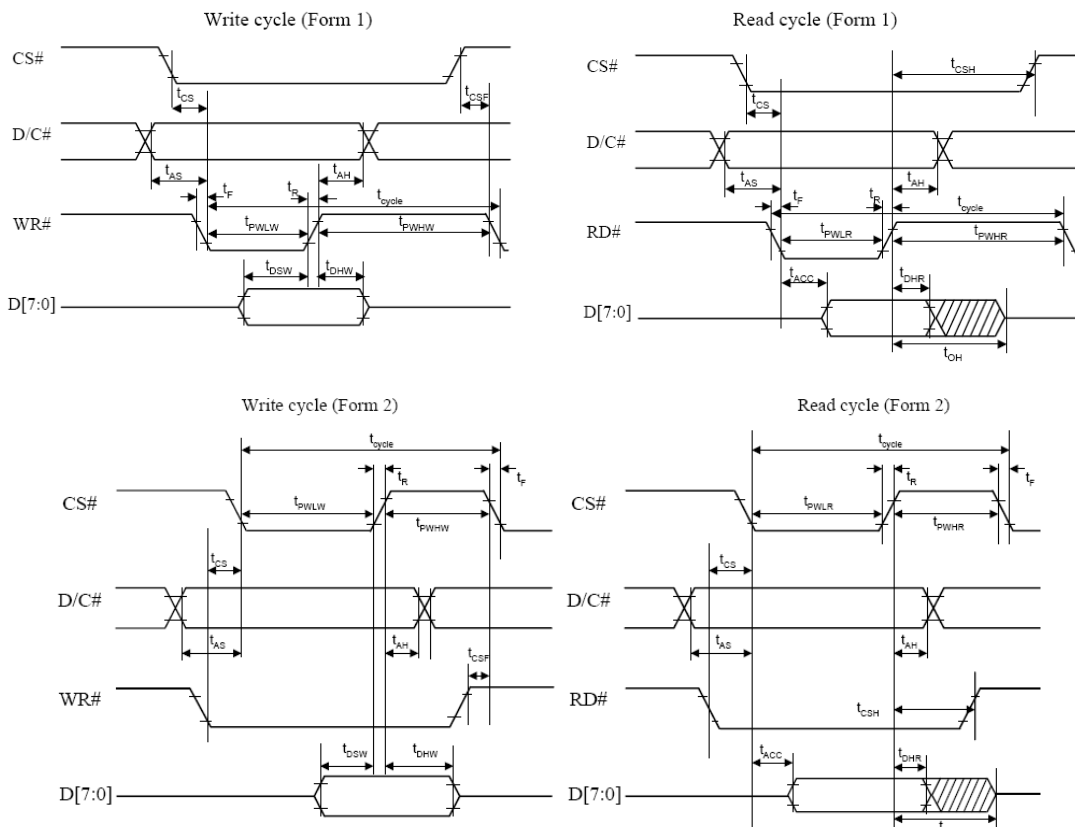 Write cycle (Form 1)
CS#
tCS
tCSF
D/C#
tAS
tF
tR
tAH
tcycle
WR#
tPWLW
tPWHW
tDSW
tDHW
D[7:0]
Read cycle (Form 1)
CS#
tCSH
tCS
D/C#
tAS
tF
tR
tAH
tcycle
RD#
tPWLR
tPWHR
tACC
tDHR
D[7:0]
tOH
Write cycle (Form 2)
tcycle
tR
tF
CS#
tPWLW
tPWHW
tCS
D/C#
tAS
tAH
tCSF
WR#
tDSW
tDHW
D[7:0]
Read cycle (Form 2)
tcycle
tR
tF
CS#
tPWLR
tPWHR
tCS
D/C#
tAS
tAH
RD#
tCSH
tACC
tDHR
D[7:0]
t